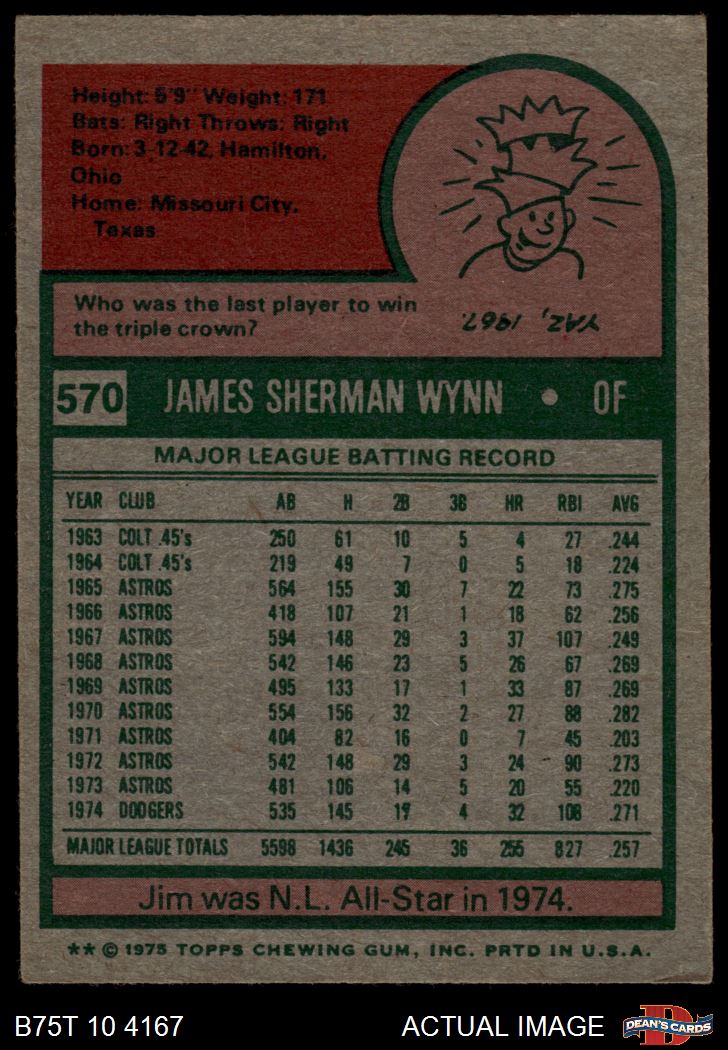 Height: 5'9" Weight: 171
Bats: Right Throws: Right
Born: 3-12-42, Hamilton,
Ohio
Home: Missouri City,
Texas
Who was the last player to win
the triple crown?
YAZ, 1967.
570 JAMES SHERMAN WYNN • OF
MAJOR LEAGUE BATTING RECORD
YEAR CLUB AB H 2B 3B HR RBI AVG
1963 COLT .45's 250 61 10 5 4 27 .244
1964 COLT .45's 219 49 7 0 5 18 .224
1965 ASTROS 564 155 30 7 22 73 .275
1966 ASTROS 418 107 21 1 18 62 .256
1967 ASTROS 594 148 29 3 37 107 .249
1968 ASTROS 542 146 23 5 26 67 .269
1969 ASTROS 495 133 17 1 33 87 .269
1970 ASTROS 554 156 32 2 27 88 .282
1971 ASTROS 404 82 16 0 7 45 .203
1972 ASTROS 542 148 29 3 24 90 .273
1973 ASTROS 481 106 14 5 20 55 .220
1974 DODGERS 535 145 17 4 32 108 .271
MAJOR LEAGUE TOTALS 5598 1436 245 36 255 827 .257
Jim was N.L. All-Star in 1974.
** © 1975 TOPPS CHEWING GUM, INC. PRTD IN U.S.A.
B75T 10 4167 ACTUAL IMAGE
D
DEAN'S CARDS